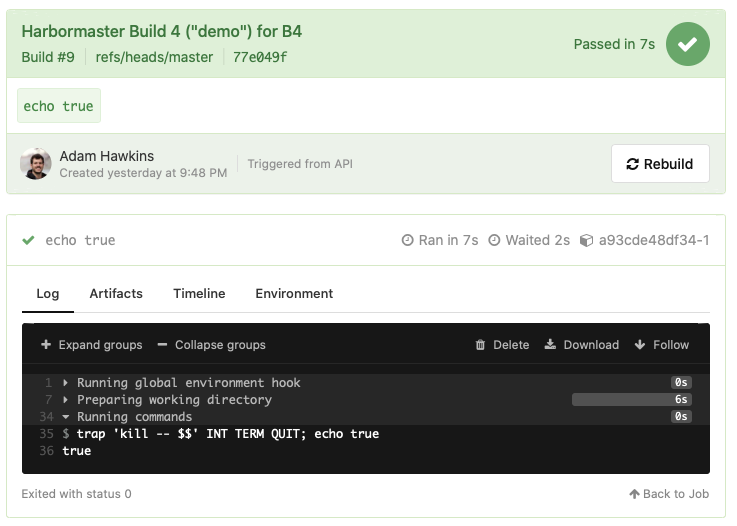 Harbormaster Build 4 ("demo") for B4
Build #9 refs/heads/master 77e049f
Passed in 7s
echo true
Adam Hawkins
Created yesterday at 9:48 PM
Triggered from API
Rebuild
echo true
Ran in 7s Waited 2s a93cde48df34-1
Log Artifacts Timeline Environment
Expand groups Collapse groups Delete Download Follow
1 Running global environment hook 0s
7 Preparing working directory 6s
34 Running commands 0s
35 $ trap 'kill -- $$' INT TERM QUIT; echo true
36 true
Exited with status 0 Back to Job